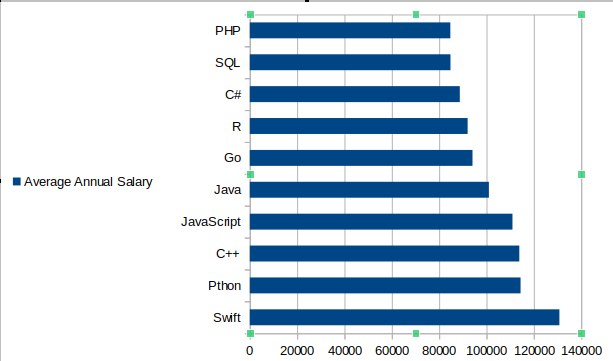 PHP
SQL
C#
R
Go
Average Annual Salary
Java
JavaScript
C++
Pthon
Swift
0 20000 40000 60000 80000 100000 120000 140000